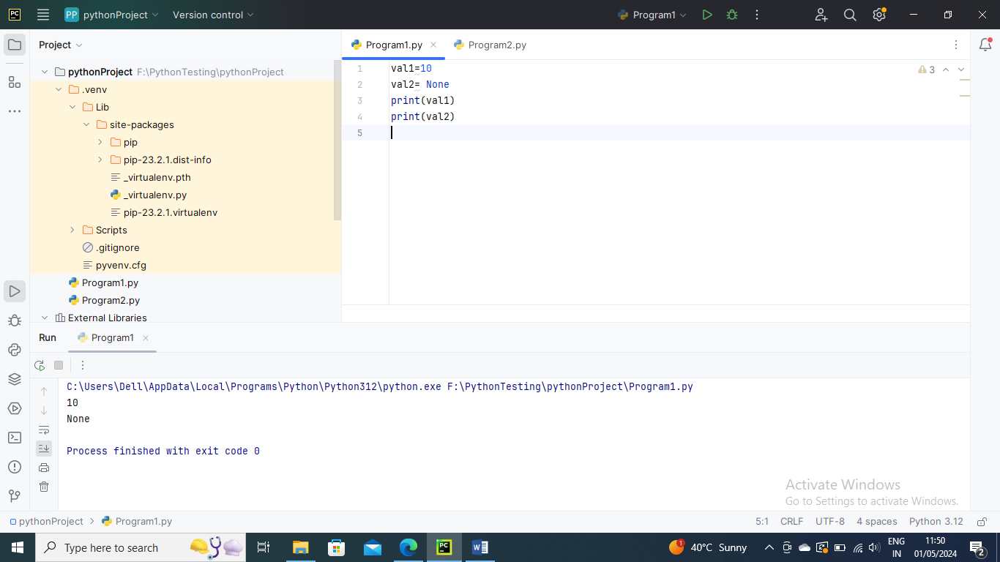 PC PP pythonProject Version control Program1
Project
pythonProject F:\PythonTesting\pythonProject
.venv
Lib
site-packages
pip
pip-23.2.1.dist-info
_virtualenv.pth
_virtualenv.py
pip-23.2.1.virtualenv
Scripts
.gitignore
pyvenv.cfg
Program1.py
Program2.py
External Libraries
Program1.py Program2.py
1 val1=10
2 val2= None
3 print(val1)
4 print(val2)
5
3
Run Program1
C:\Users\Dell\AppData\Local\Programs\Python\Python312\python.exe F:\PythonTesting\pythonProject\Program1.py
10
None
Process finished with exit code 0
Activate Windows
Go to Settings to activate Windows.
pythonProject Program1.py 5:1 CRLF UTF-8 4 spaces Python 3.12
Type here to search
PC
W
1
40°C Sunny
ENG
IN
11:50
01/05/2024
2